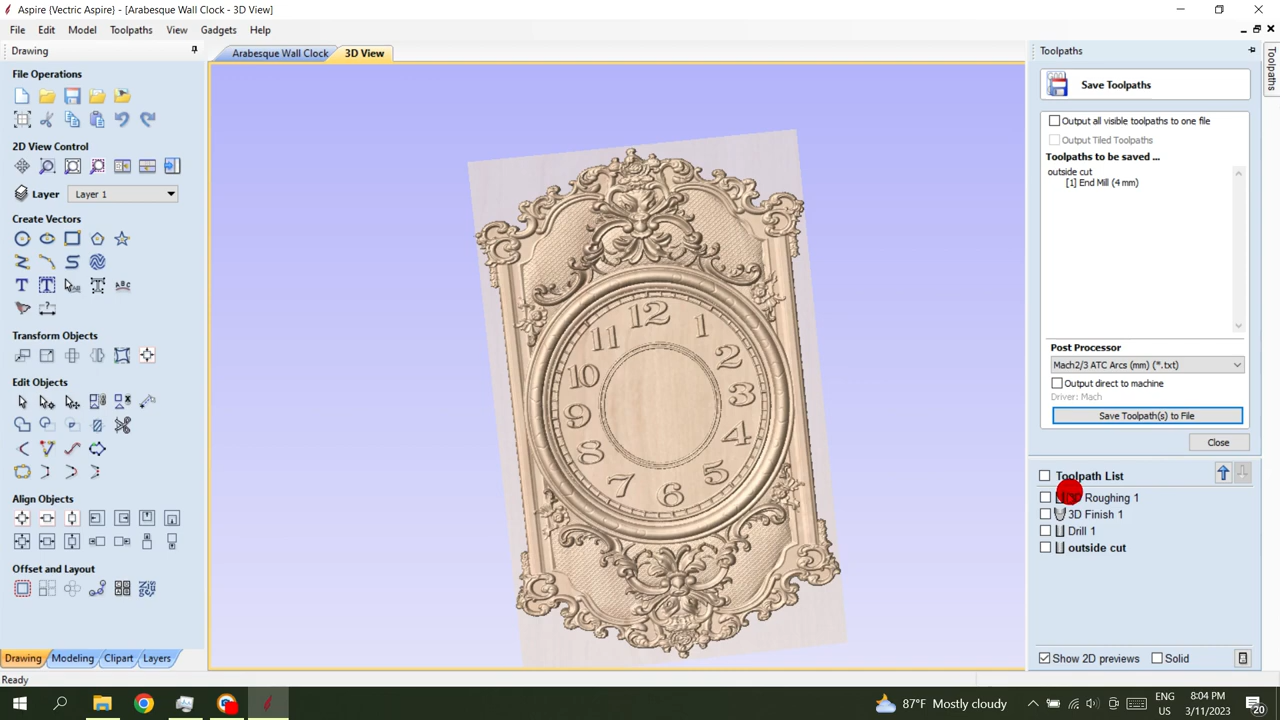 Aspire {Vectric Aspire} - [Arabesque Wall Clock - 3D View]
File Edit Model Toolpaths View Gadgets Help
Drawing
File Operations
2D View Control
Layer Layer 1
Create Vectors
Transform Objects
Edit Objects
Align Objects
Offset and Layout
Drawing Modeling Clipart Layers
Ready
Arabesque Wall Clock 3D View
12
1
2
3
4
5
6
7
8
9
10
11
Toolpaths
Toolpaths
Save Toolpaths
Output all visible toolpaths to one file
Output Tiled Toolpaths
Toolpaths to be saved ...
outside cut
[1] End Mill (4 mm)
Post Processor
Mach2/3 ATC Arcs (mm) (*.txt)
Output direct to machine
Driver: Mach
Save Toolpath(s) to File
Close
Toolpath List
Roughing 1
3D Finish 1
Drill 1
outside cut
Show 2D previews Solid
87°F Mostly cloudy
ENG
US
8:04 PM
3/11/2023
20